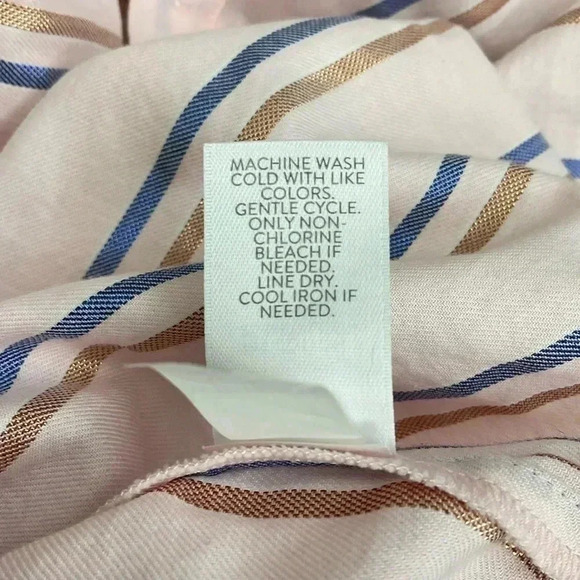 MACHINE WASH
COLD WITH LIKE
COLORS.
GENTLE CYCLE.
ONLY NON-
CHLORINE
BLEACH IF
NEEDED.
LINE DRY.
COOL IRON IF
NEEDED.